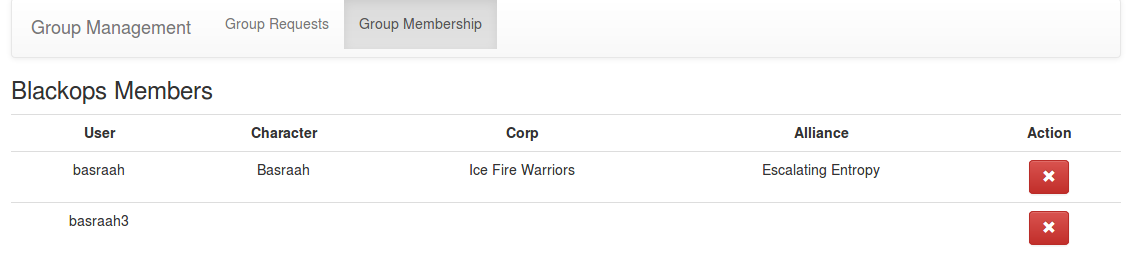 Group Management Group Requests Group Membership
Blackops Members
User Character Corp Alliance Action
basraah Basraah Ice Fire Warriors Escalating Entropy
basraah3